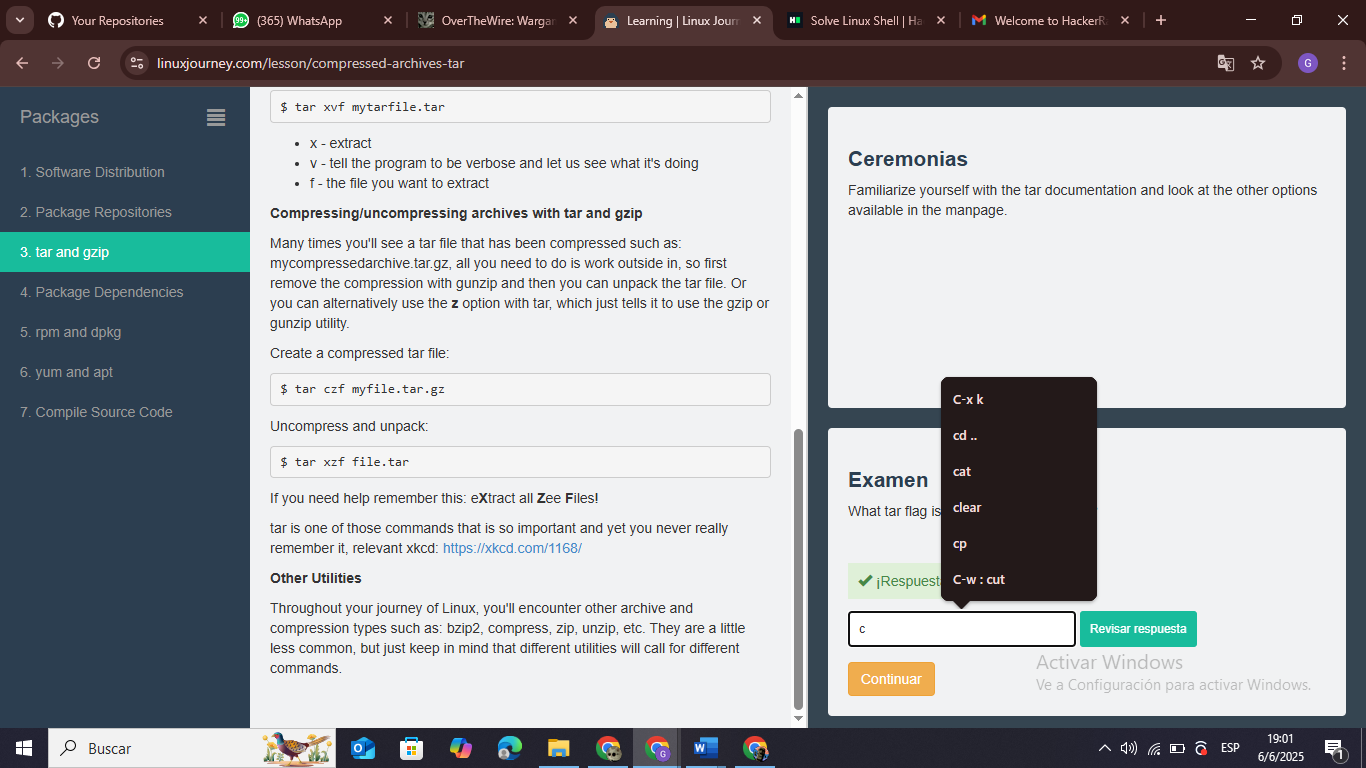 Your Repositories
(365) WhatsApp
OverTheWire: Wargar
Learning | Linux Journ
Solve Linux Shell | Ha
Welcome to HackerRa
linuxjourney.com/lesson/compressed-archives-tar
G
Packages
1. Software Distribution
2. Package Repositories
3. tar and gzip
4. Package Dependencies
5. rpm and dpkg
6. yum and apt
7. Compile Source Code
$ tar xvf mytarfile.tar
x - extract
v - tell the program to be verbose and let us see what it's doing
f - the file you want to extract
Compressing/uncompressing archives with tar and gzip
Many times you'll see a tar file that has been compressed such as:
mycompressedarchive.tar.gz, all you need to do is work outside in, so first
remove the compression with gunzip and then you can unpack the tar file. Or
you can alternatively use the z option with tar, which just tells it to use the gzip or
gunzip utility.
Create a compressed tar file:
$ tar czf myfile.tar.gz
Uncompress and unpack:
$ tar xzf file.tar
If you need help remember this: eXtract all Zee Files!
tar is one of those commands that is so important and yet you never really
remember it, relevant xkcd: https://xkcd.com/1168/
Other Utilities
Throughout your journey of Linux, you'll encounter other archive and
compression types such as: bzip2, compress, zip, unzip, etc. They are a little
less common, but just keep in mind that different utilities will call for different
commands.
Ceremonias
Familiarize yourself with the tar documentation and look at the other options
available in the manpage.
Examen
What tar flag is
¡Respuest
C-x k
cd ..
cat
clear
cp
C-w : cut
c
Revisar respuesta
Continuar
Activar Windows
Ve a Configuración para activar Windows.
Buscar
ESP
19:01
6/6/2025
1